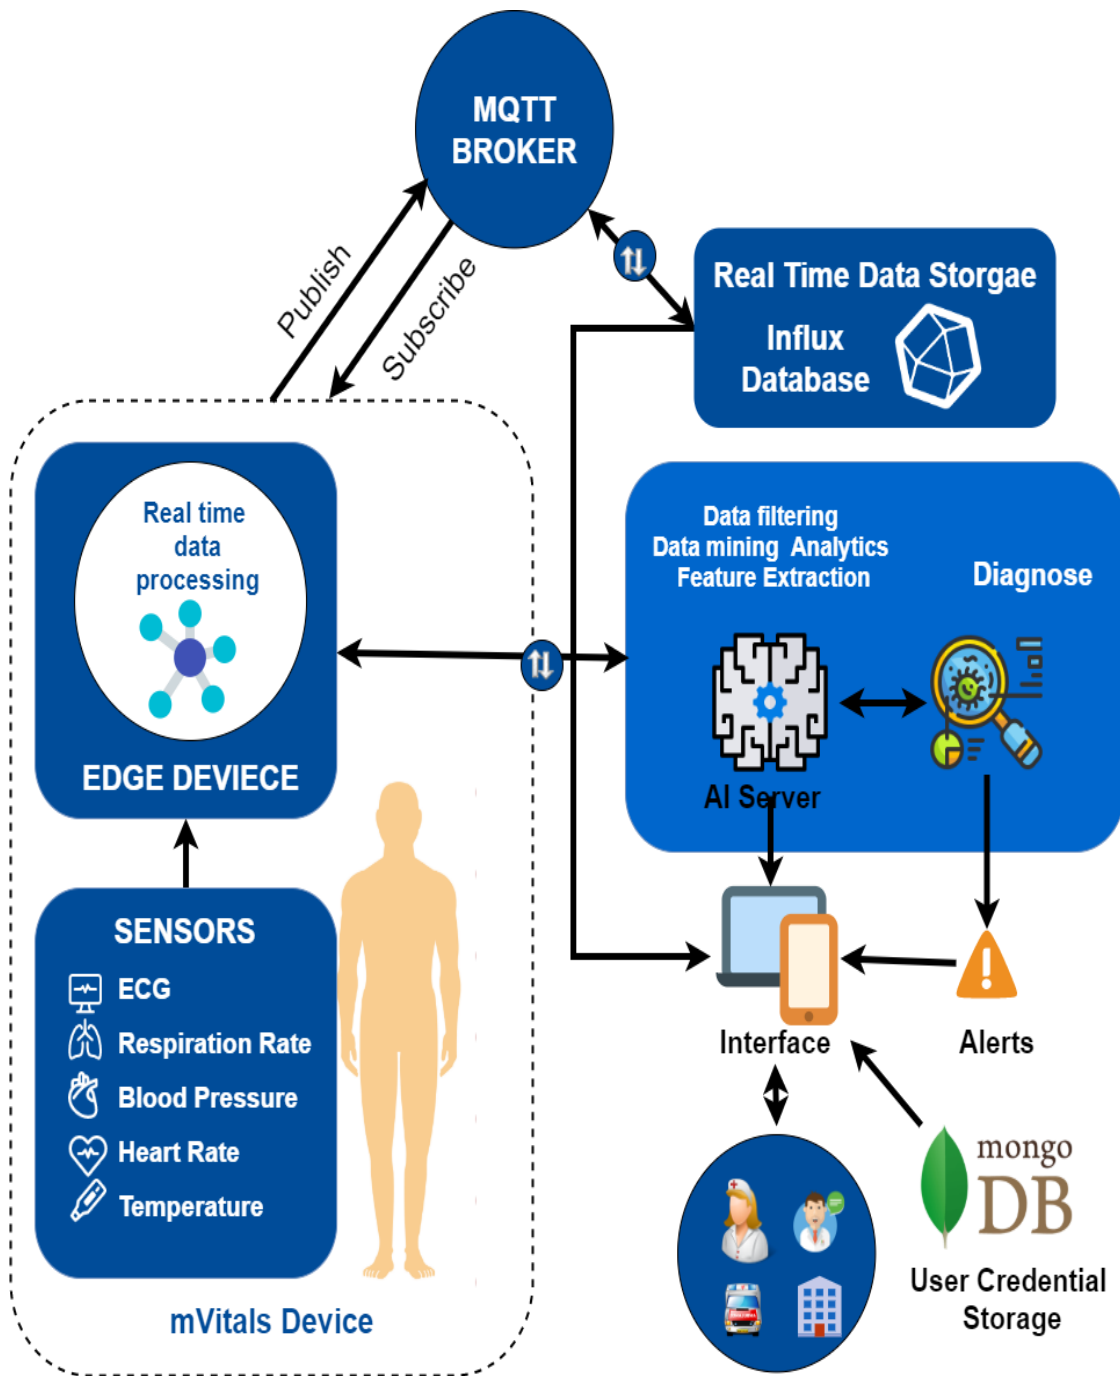 MQTT
BROKER
Publish
Subscribe
Real Time Data Storgae
Influx
Database
Real time
data
processing
EDGE DEVIECE
Data filtering
Data mining Analytics
Feature Extraction
Diagnose
AI Server
SENSORS
ECG
Respiration Rate
Blood Pressure
Heart Rate
Temperature
mVitals Device
Interface
Alerts
mongo
DB
User Credential
Storage